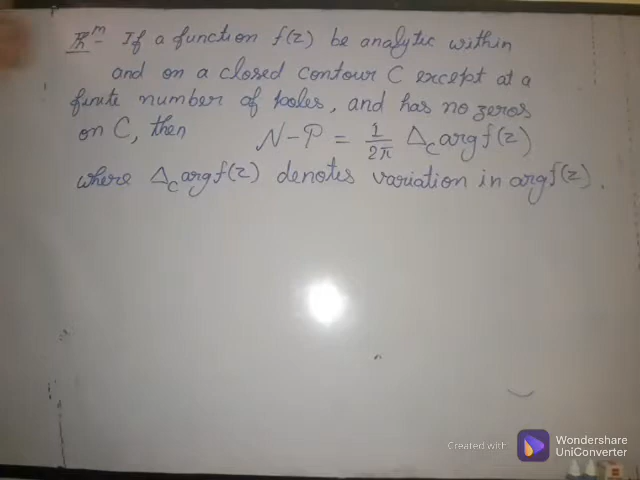 Th^m - If a function f(z) be analytic within
and on a closed contour C except at a
finite number of poles, and has no zeros
on C, then N-P = 1/2π Δ_C arg f(z)
where Δ_C arg f(z) denotes variation in arg f(z).
Created with Wondershare UniConverter